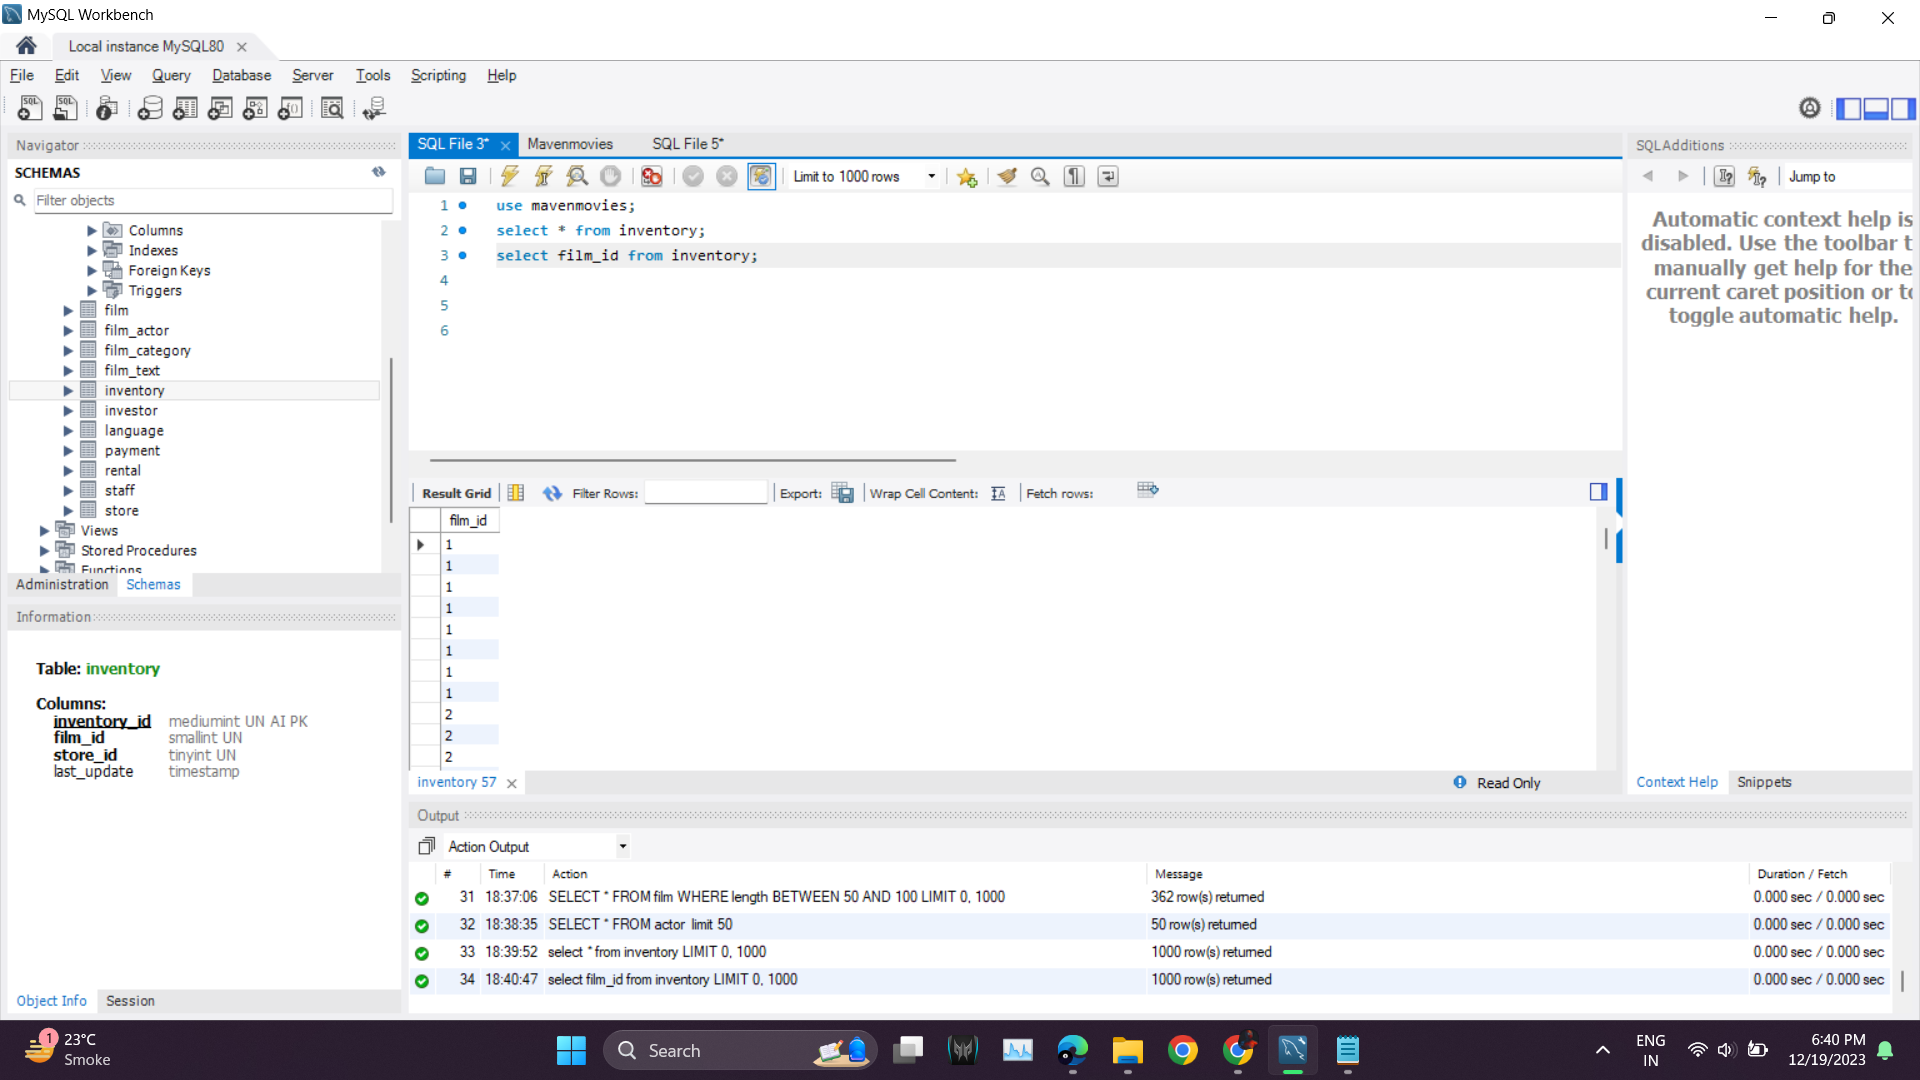 MySQL Workbench
Local instance MySQL80
File Edit View Query Database Server Tools Scripting Help
Navigator
SCHEMAS
Filter objects
Columns
Indexes
Foreign Keys
Triggers
film
film_actor
film_category
film_text
inventory
investor
language
payment
rental
staff
store
Views
Stored Procedures
Functions
Administration Schemas
Information
Table: inventory
Columns:
inventory_id mediumint UN AI PK
film_id smallint UN
store_id tinyint UN
last_update timestamp
Object Info Session
SQL File 3* Mavenmovies SQL File 5*
Limit to 1000 rows
1 use mavenmovies;
2 select * from inventory;
3 select film_id from inventory;
4
5
6
Result Grid Filter Rows: Export: Wrap Cell Content: Fetch rows:
film_id
1
1
1
1
1
1
1
1
2
2
2
inventory 57 Read Only
Output
Action Output
# Time Action Message Duration / Fetch
31 18:37:06 SELECT * FROM film WHERE length BETWEEN 50 AND 100 LIMIT 0, 1000 362 row(s) returned 0.000 sec / 0.000 sec
32 18:38:35 SELECT * FROM actor limit 50 50 row(s) returned 0.000 sec / 0.000 sec
33 18:39:52 select * from inventory LIMIT 0, 1000 1000 row(s) returned 0.000 sec / 0.000 sec
34 18:40:47 select film_id from inventory LIMIT 0, 1000 1000 row(s) returned 0.000 sec / 0.000 sec
SQLAdditions
Jump to
Automatic context help is
disabled. Use the toolbar t
manually get help for the
current caret position or to
toggle automatic help.
Context Help Snippets
1
23°C
Smoke
Search
ENG
IN
6:40 PM
12/19/2023